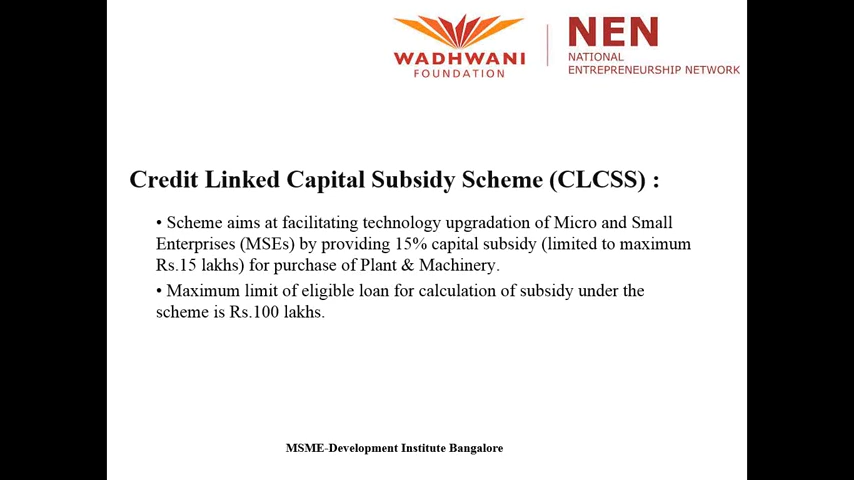 WADHWANI
FOUNDATION
NEN
NATIONAL
ENTREPRENEURSHIP NETWORK
Credit Linked Capital Subsidy Scheme (CLCSS) :
• Scheme aims at facilitating technology upgradation of Micro and Small
Enterprises (MSEs) by providing 15% capital subsidy (limited to maximum
Rs.15 lakhs) for purchase of Plant & Machinery.
• Maximum limit of eligible loan for calculation of subsidy under the
scheme is Rs.100 lakhs.
MSME-Development Institute Bangalore